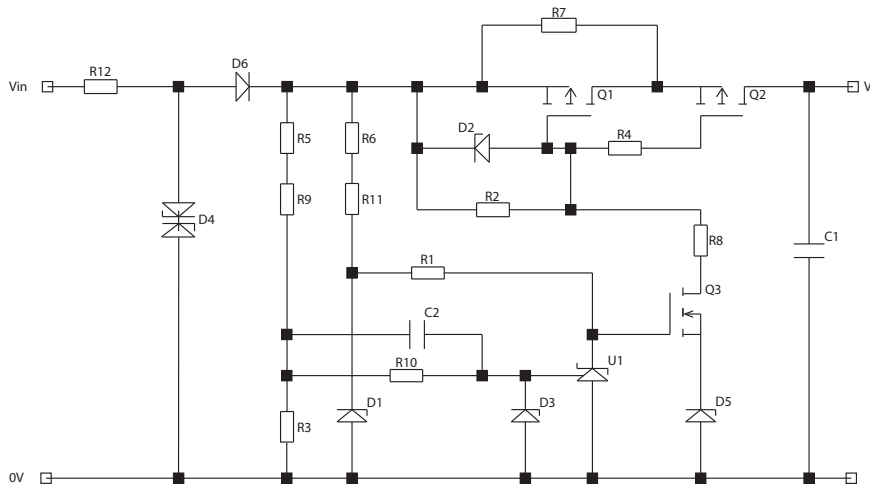 R7
D6
R12
Vin
V
Q1
Q2
D2
R4
R5
R6
R9
R11
R2
D4
R8
C1
R1
Q3
C2
U1
R10
D1
D3
D5
R3
0V